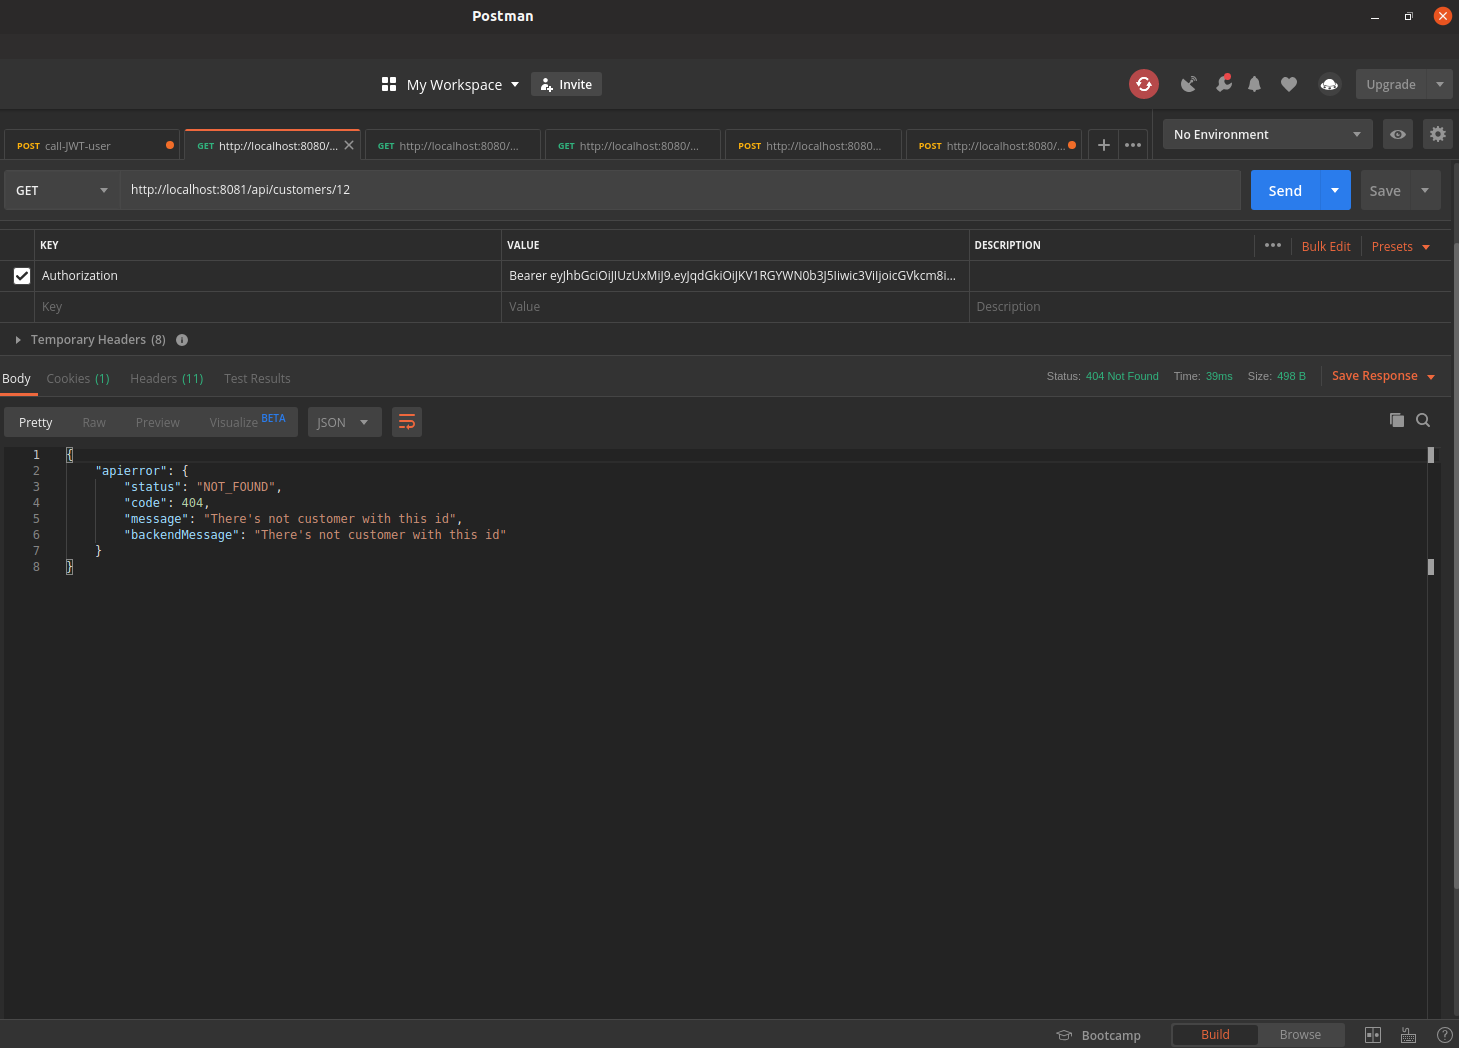 Postman
My Workspace
Invite
Upgrade
POST call-JWT-user
GET http://localhost:8080/...
GET http://localhost:8080/...
GET http://localhost:8080/...
POST http://localhost:8080...
POST http://localhost:8080/...
No Environment
GET
http://localhost:8081/api/customers/12
Send
Save
KEY
VALUE
DESCRIPTION
Bulk Edit
Presets
Authorization
Bearer eyJhbGciOiJIUzUxMiJ9.eyJqdGkiOiJKV1RGYWN0b3J5Iiwic3ViIjoicGVkcm8i...
Key
Value
Description
Temporary Headers (8)
Body
Cookies (1)
Headers (11)
Test Results
Status: 404 Not Found
Time: 39ms
Size: 498 B
Save Response
Pretty
Raw
Preview
Visualize BETA
JSON
1 {
2 "apierror": {
3 "status": "NOT_FOUND",
4 "code": 404,
5 "message": "There's not customer with this id",
6 "backendMessage": "There's not customer with this id"
7 }
8 }
Bootcamp
Build
Browse